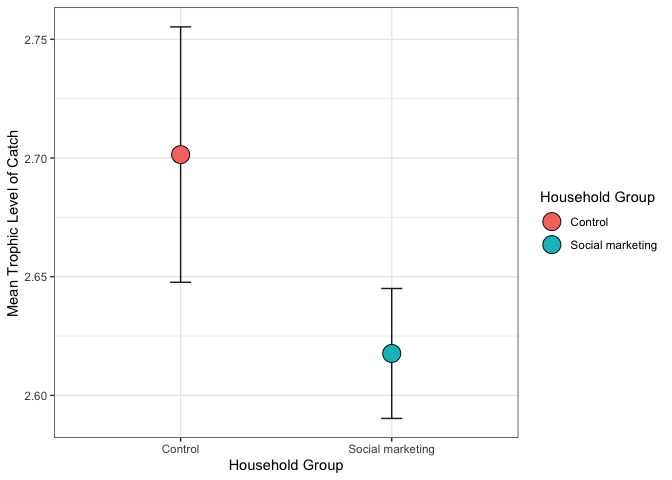 2.75
2.70
2.65
2.60
Mean Trophic Level of Catch
Control
Social marketing
Household Group
Household Group
Control
Social marketing